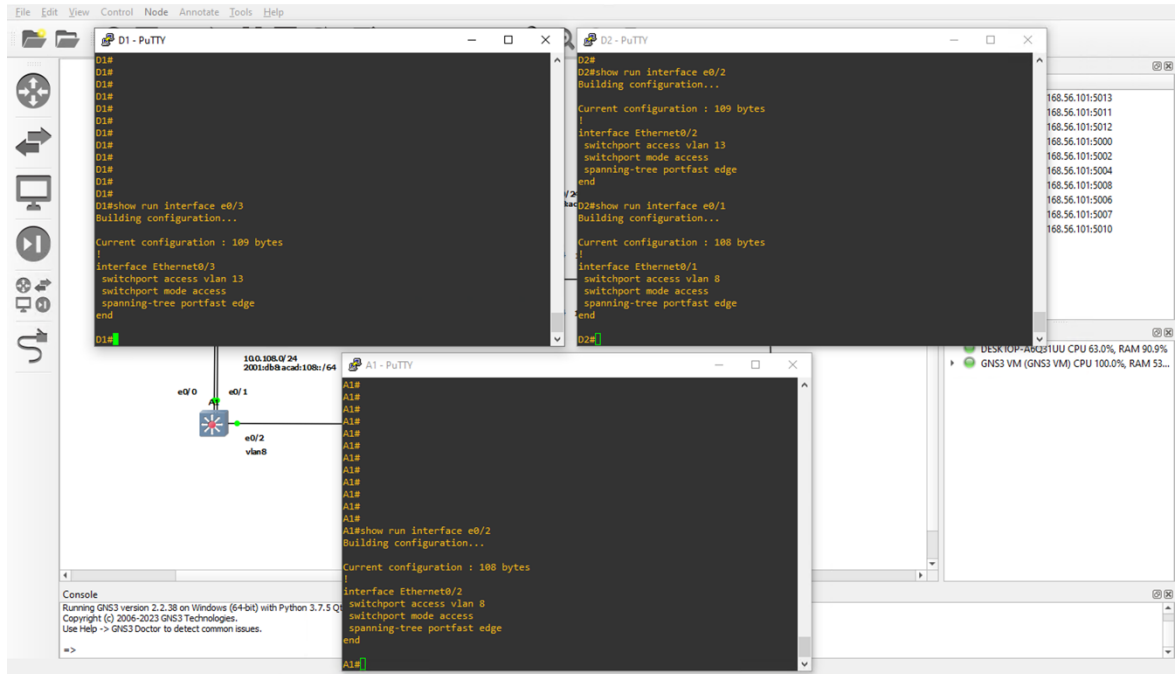 File Edit View Control Node Annotate Tools Help
D1 - PuTTY
D1#
D1#
D1#
D1#
D1#
D1#
D1#
D1#
D1#
D1#
D1#
D1#
D1#show run interface e0/3
Building configuration...
Current configuration : 109 bytes
!
interface Ethernet0/3
switchport access vlan 13
switchport mode access
spanning-tree portfast edge
end
D1#
D2 - PuTTY
D2#
D2#show run interface e0/2
Building configuration...
Current configuration : 109 bytes
!
interface Ethernet0/2
switchport access vlan 13
switchport mode access
spanning-tree portfast edge
end
D2#show run interface e0/1
Building configuration...
Current configuration : 108 bytes
!
interface Ethernet0/1
switchport access vlan 8
switchport mode access
spanning-tree portfast edge
end
D2#
168.56.101:5013
168.56.101:5011
168.56.101:5012
168.56.101:5000
168.56.101:5002
168.56.101:5004
168.56.101:5008
168.56.101:5006
168.56.101:5007
168.56.101:5010
DESKTOP-A6Q31UU CPU 63.0%, RAM 90.9%
GNS3 VM (GNS3 VM) CPU 100.0%, RAM 53...
10.0.108.0/24
2001:db8:acad:108::/64
e0/0
e0/1
A1
e0/2
vlan8
A1 - PuTTY
A1#
A1#
A1#
A1#
A1#
A1#
A1#
A1#
A1#
A1#
A1#
A1#
A1#show run interface e0/2
Building configuration...
Current configuration : 108 bytes
!
interface Ethernet0/2
switchport access vlan 8
switchport mode access
spanning-tree portfast edge
end
A1#
Console
Running GNS3 version 2.2.38 on Windows (64-bit) with Python 3.7.5 Qt
Copyright (c) 2006-2023 GNS3 Technologies.
Use Help -> GNS3 Doctor to detect common issues.
=>